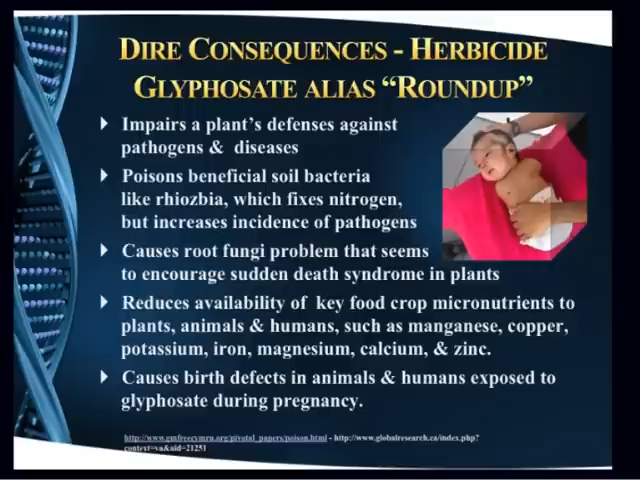 DIRE CONSEQUENCES - HERBICIDE
GLYPHOSATE ALIAS “ROUNDUP”
Impairs a plant’s defenses against
pathogens & diseases
Poisons beneficial soil bacteria
like rhiozbia, which fixes nitrogen,
but increases incidence of pathogens
Causes root fungi problem that seems
to encourage sudden death syndrome in plants
Reduces availability of key food crop micronutrients to
plants, animals & humans, such as manganese, copper,
potassium, iron, magnesium, calcium, & zinc.
Causes birth defects in animals & humans exposed to
glyphosate during pregnancy.
http://www.gmfreecymru.org/pivotal_papers/poison.html - http://www.globalresearch.ca/index.php?
context=va&aid=21251